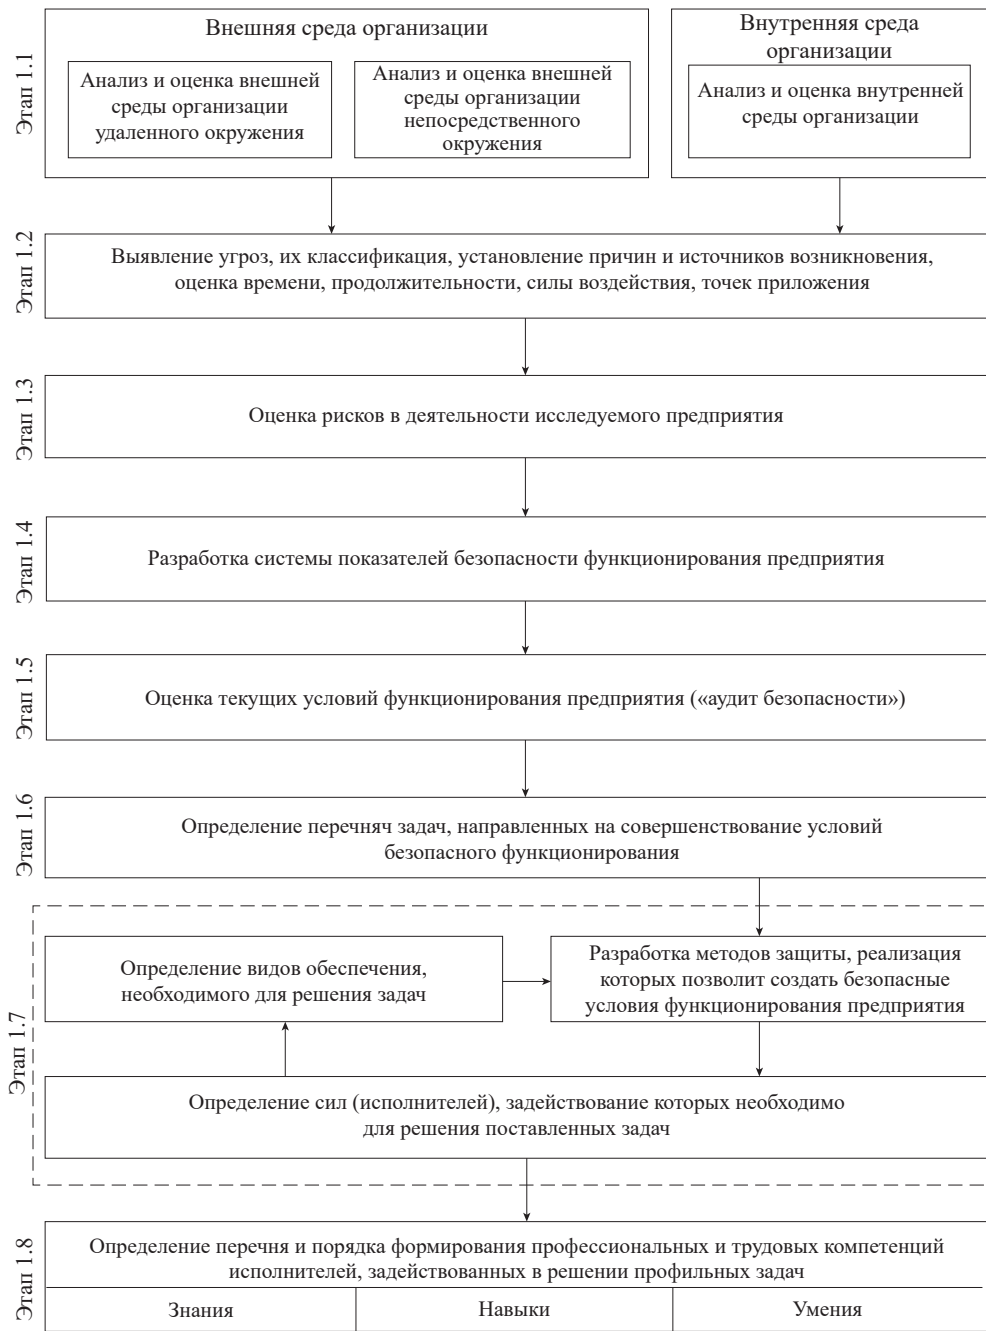 Этап 1.1
Внешняя среда организации
Анализ и оценка внешней
среды организации
удаленного окружения
Анализ и оценка внешней
среды организации
непосредственного
окружения
Внутренняя среда
организации
Анализ и оценка внутренней
среды организации
Этап 1.2
Выявление угроз, их классификация, установление причин и источников возникновения,
оценка времени, продолжительности, силы воздействия, точек приложения
Этап 1.3
Оценка рисков в деятельности исследуемого предприятия
Этап 1.4
Разработка системы показателей безопасности функционирования предприятия
Этап 1.5
Оценка текущих условий функционирования предприятия («аудит безопасности»)
Этап 1.6
Определение перечняч задач, направленных на совершенствование условий
безопасного функционирования
Этап 1.7
Определение видов обеспечения,
необходимого для решения задач
Разработка методов защиты, реализация
которых позволит создать безопасные
условия функционирования предприятия
Определение сил (исполнителей), задействование которых необходимо
для решения поставленных задач
Этап 1.8
Определение перечня и порядка формирования профессиональных и трудовых компетенций
исполнителей, задействованных в решении профильных задач
Знания
Навыки
Умения